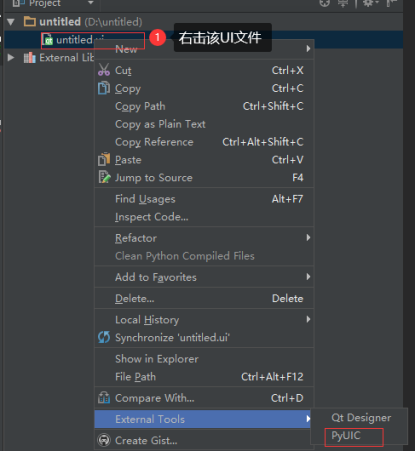 Project
untitled (D:\untitled)
untitled.ui
1 右击该UI文件
External Lib
New
Cut Ctrl+X
Copy Ctrl+C
Copy Path Ctrl+Shift+C
Copy as Plain Text
Copy Reference Ctrl+Alt+Shift+C
Paste Ctrl+V
Jump to Source F4
Find Usages Alt+F7
Inspect Code...
Refactor
Clean Python Compiled Files
Add to Favorites
Delete... Delete
Local History
Synchronize 'untitled.ui'
Show in Explorer
File Path Ctrl+Alt+F12
Compare With... Ctrl+D
External Tools
Qt Designer
PyUIC
Create Gist...